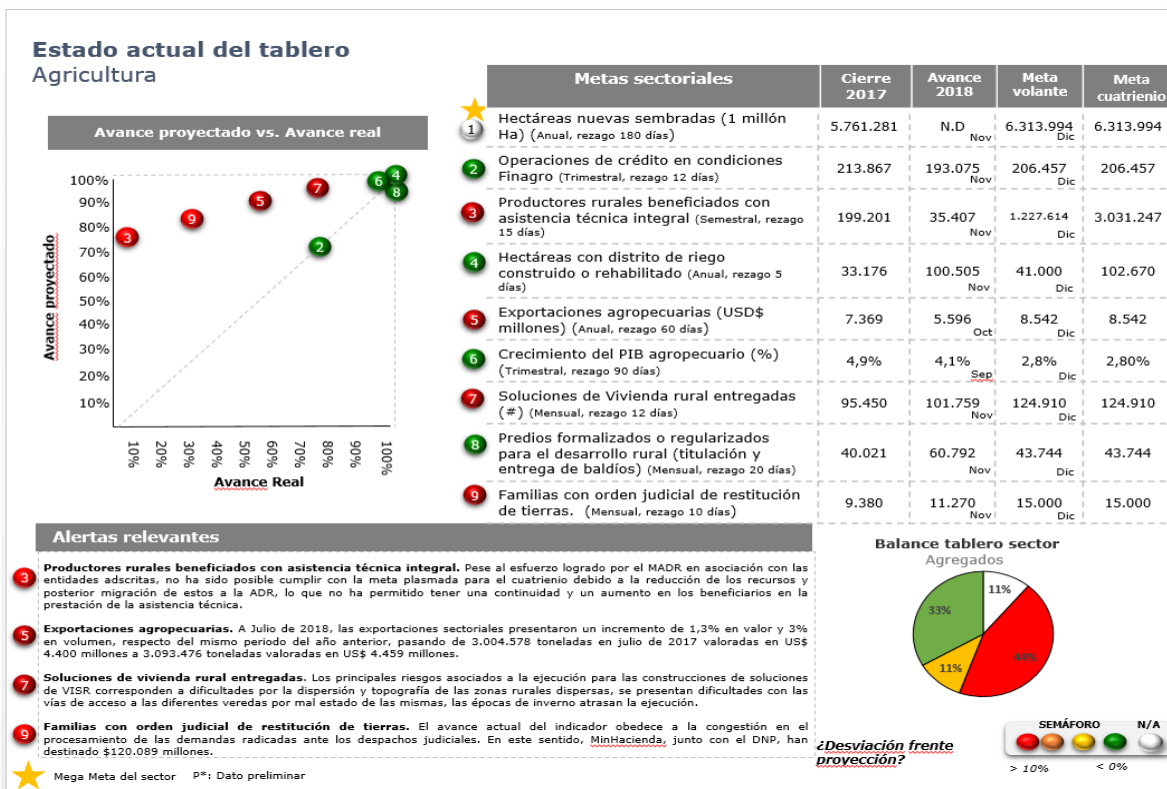 Estado actual del tablero
Agricultura
Avance proyectado vs. Avance real
100%
90%
80%
70%
60%
50%
40%
30%
20%
10%
Avance proyectado
3
9
5
7
6
4
8
2
10%
20%
30%
40%
50%
60%
70%
80%
90%
100%
Avance Real
Metas sectoriales
Cierre 2017
Avance 2018
Meta volante
Meta cuatrienio
1
Hectáreas nuevas sembradas (1 millón
Ha) (Anual, rezago 180 días)
5.761.281
N.D
Nov
6.313.994
Dic
6.313.994
2
Operaciones de crédito en condiciones
Finagro (Trimestral, rezago 12 días)
213.867
193.075
Nov
206.457
Dic
206.457
3
Productores rurales beneficiados con
asistencia técnica integral (Semestral, rezago
15 días)
199.201
35.407
Nov
1.227.614
Dic
3.031.247
4
Hectáreas con distrito de riego
construido o rehabilitado (Anual, rezago 5
días)
33.176
100.505
Nov
41.000
Dic
102.670
5
Exportaciones agropecuarias (USD$
millones) (Anual, rezago 60 días)
7.369
5.596
Oct
8.542
Dic
8.542
6
Crecimiento del PIB agropecuario (%)
(Trimestral, rezago 90 días)
4,9%
4,1%
Sep
2,8%
Dic
2,80%
7
Soluciones de Vivienda rural entregadas
(#) (Mensual, rezago 12 días)
95.450
101.759
Nov
124.910
Dic
124.910
8
Predios formalizados o regularizados
para el desarrollo rural (titulación y
entrega de baldíos) (Mensual, rezago 20 días)
40.021
60.792
Nov
43.744
Dic
43.744
9
Familias con orden judicial de restitución
de tierras. (Mensual, rezago 10 días)
9.380
11.270
Nov
15.000
Dic
15.000
Alertas relevantes
3
Productores rurales beneficiados con asistencia técnica integral. Pese al esfuerzo logrado por el MADR en asociación con las
entidades adscritas, no ha sido posible cumplir con la meta plasmada para el cuatrienio debido a la reducción de los recursos y
posterior migración de estos a la ADR, lo que no ha permitido tener una continuidad y un aumento en los beneficiarios en la
prestación de la asistencia técnica.
5
Exportaciones agropecuarias. A Julio de 2018, las exportaciones sectoriales presentaron un incremento de 1,3% en valor y 3%
en volumen, respecto del mismo periodo del año anterior, pasando de 3.004.578 toneladas en julio de 2017 valoradas en US$
4.400 millones a 3.093.476 toneladas valoradas en US$ 4.459 millones.
7
Soluciones de vivienda rural entregadas. Los principales riesgos asociados a la ejecución para las construcciones de soluciones
de VISR corresponden a dificultades por la dispersión y topografía de las zonas rurales dispersas, se presentan dificultades con las
vías de acceso a las diferentes veredas por mal estado de las mismas, las épocas de inverno atrasan la ejecución.
9
Familias con orden judicial de restitución de tierras. El avance actual del indicador obedece a la congestión en el
procesamiento de las demandas radicadas ante los despachos judiciales. En este sentido, MinHacienda, junto con el DNP, han
destinado $120.089 millones.
Mega Meta del sector P*: Dato preliminar
Balance tablero sector
Agregados
11%
44%
11%
33%
¿Desviación frente
proyección?
SEMÁFORO N/A
> 10% < 0%